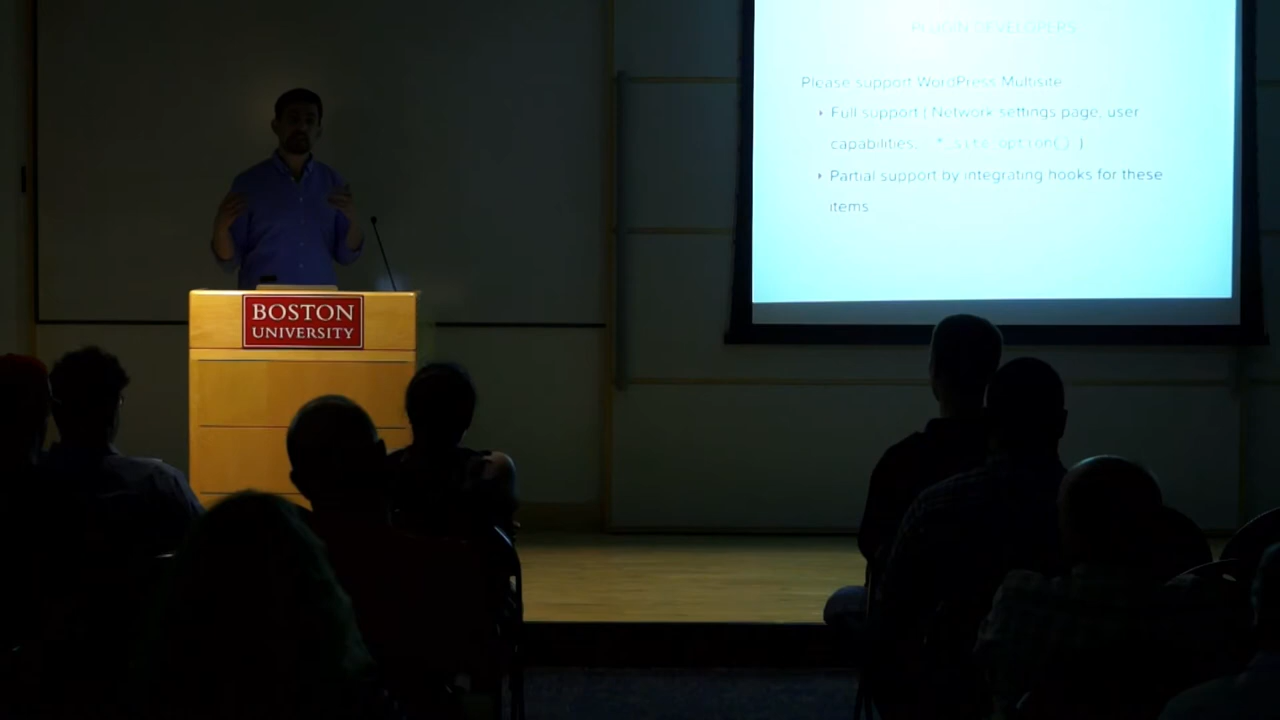 PLUGIN DEVELOPERS
Please support WordPress Multisite
‣ Full support ( Network settings page, user
capabilities, *_site_option() )
‣ Partial support by integrating hooks for these
items
BOSTON
UNIVERSITY